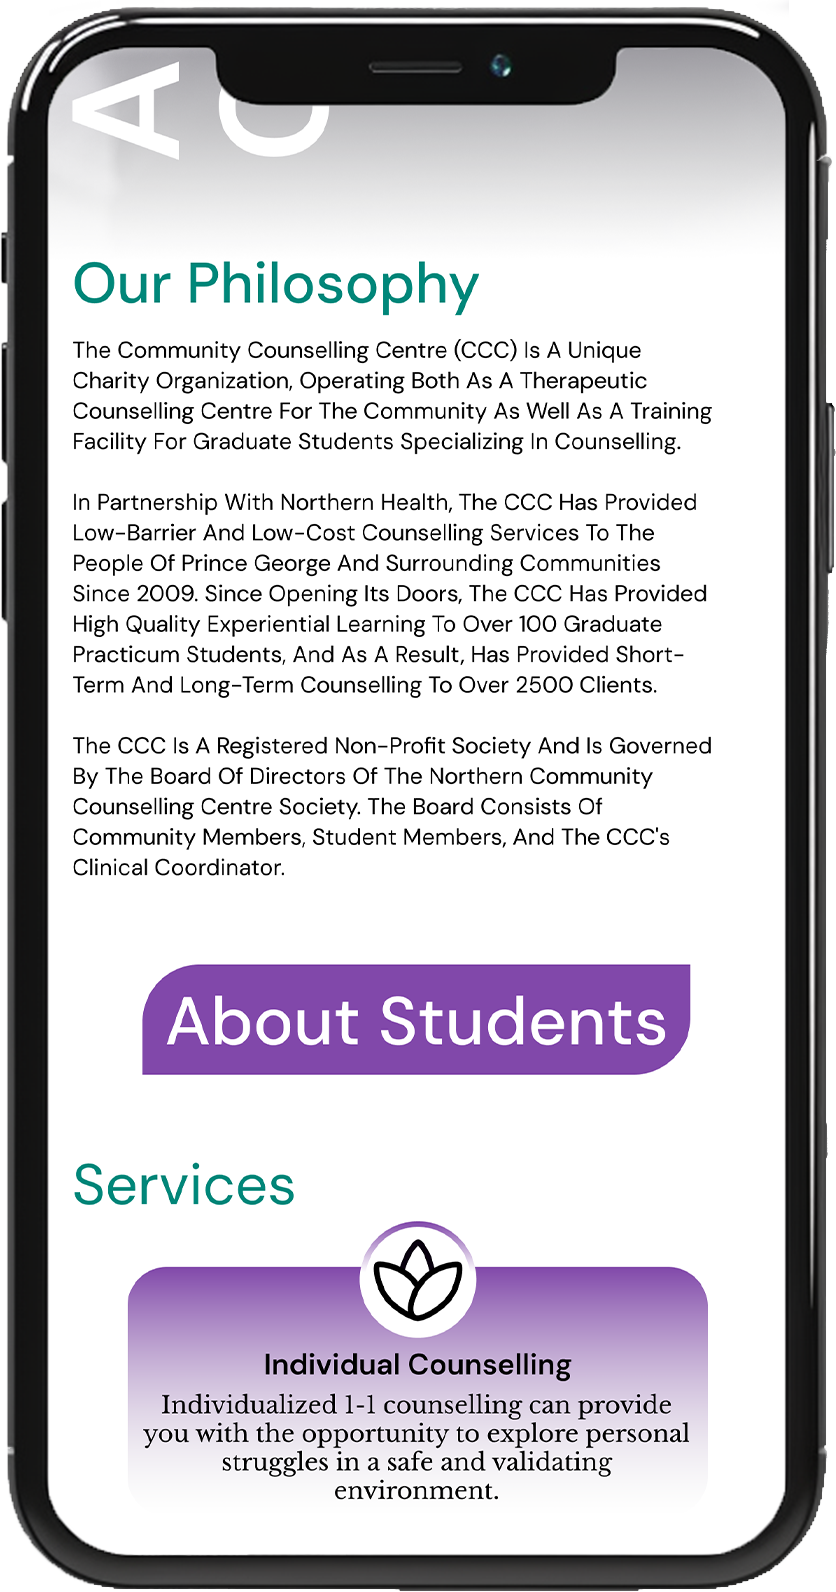 A C
Our Philosophy
The Community Counselling Centre (CCC) Is A Unique
Charity Organization, Operating Both As A Therapeutic
Counselling Centre For The Community As Well As A Training
Facility For Graduate Students Specializing In Counselling.
In Partnership With Northern Health, The CCC Has Provided
Low-Barrier And Low-Cost Counselling Services To The
People Of Prince George And Surrounding Communities
Since 2009. Since Opening Its Doors, The CCC Has Provided
High Quality Experiential Learning To Over 100 Graduate
Practicum Students, And As A Result, Has Provided Short-
Term And Long-Term Counselling To Over 2500 Clients.
The CCC Is A Registered Non-Profit Society And Is Governed
By The Board Of Directors Of The Northern Community
Counselling Centre Society. The Board Consists Of
Community Members, Student Members, And The CCC's
Clinical Coordinator.
About Students
Services
Individual Counselling
Individualized 1-1 counselling can provide
you with the opportunity to explore personal
struggles in a safe and validating
environment.